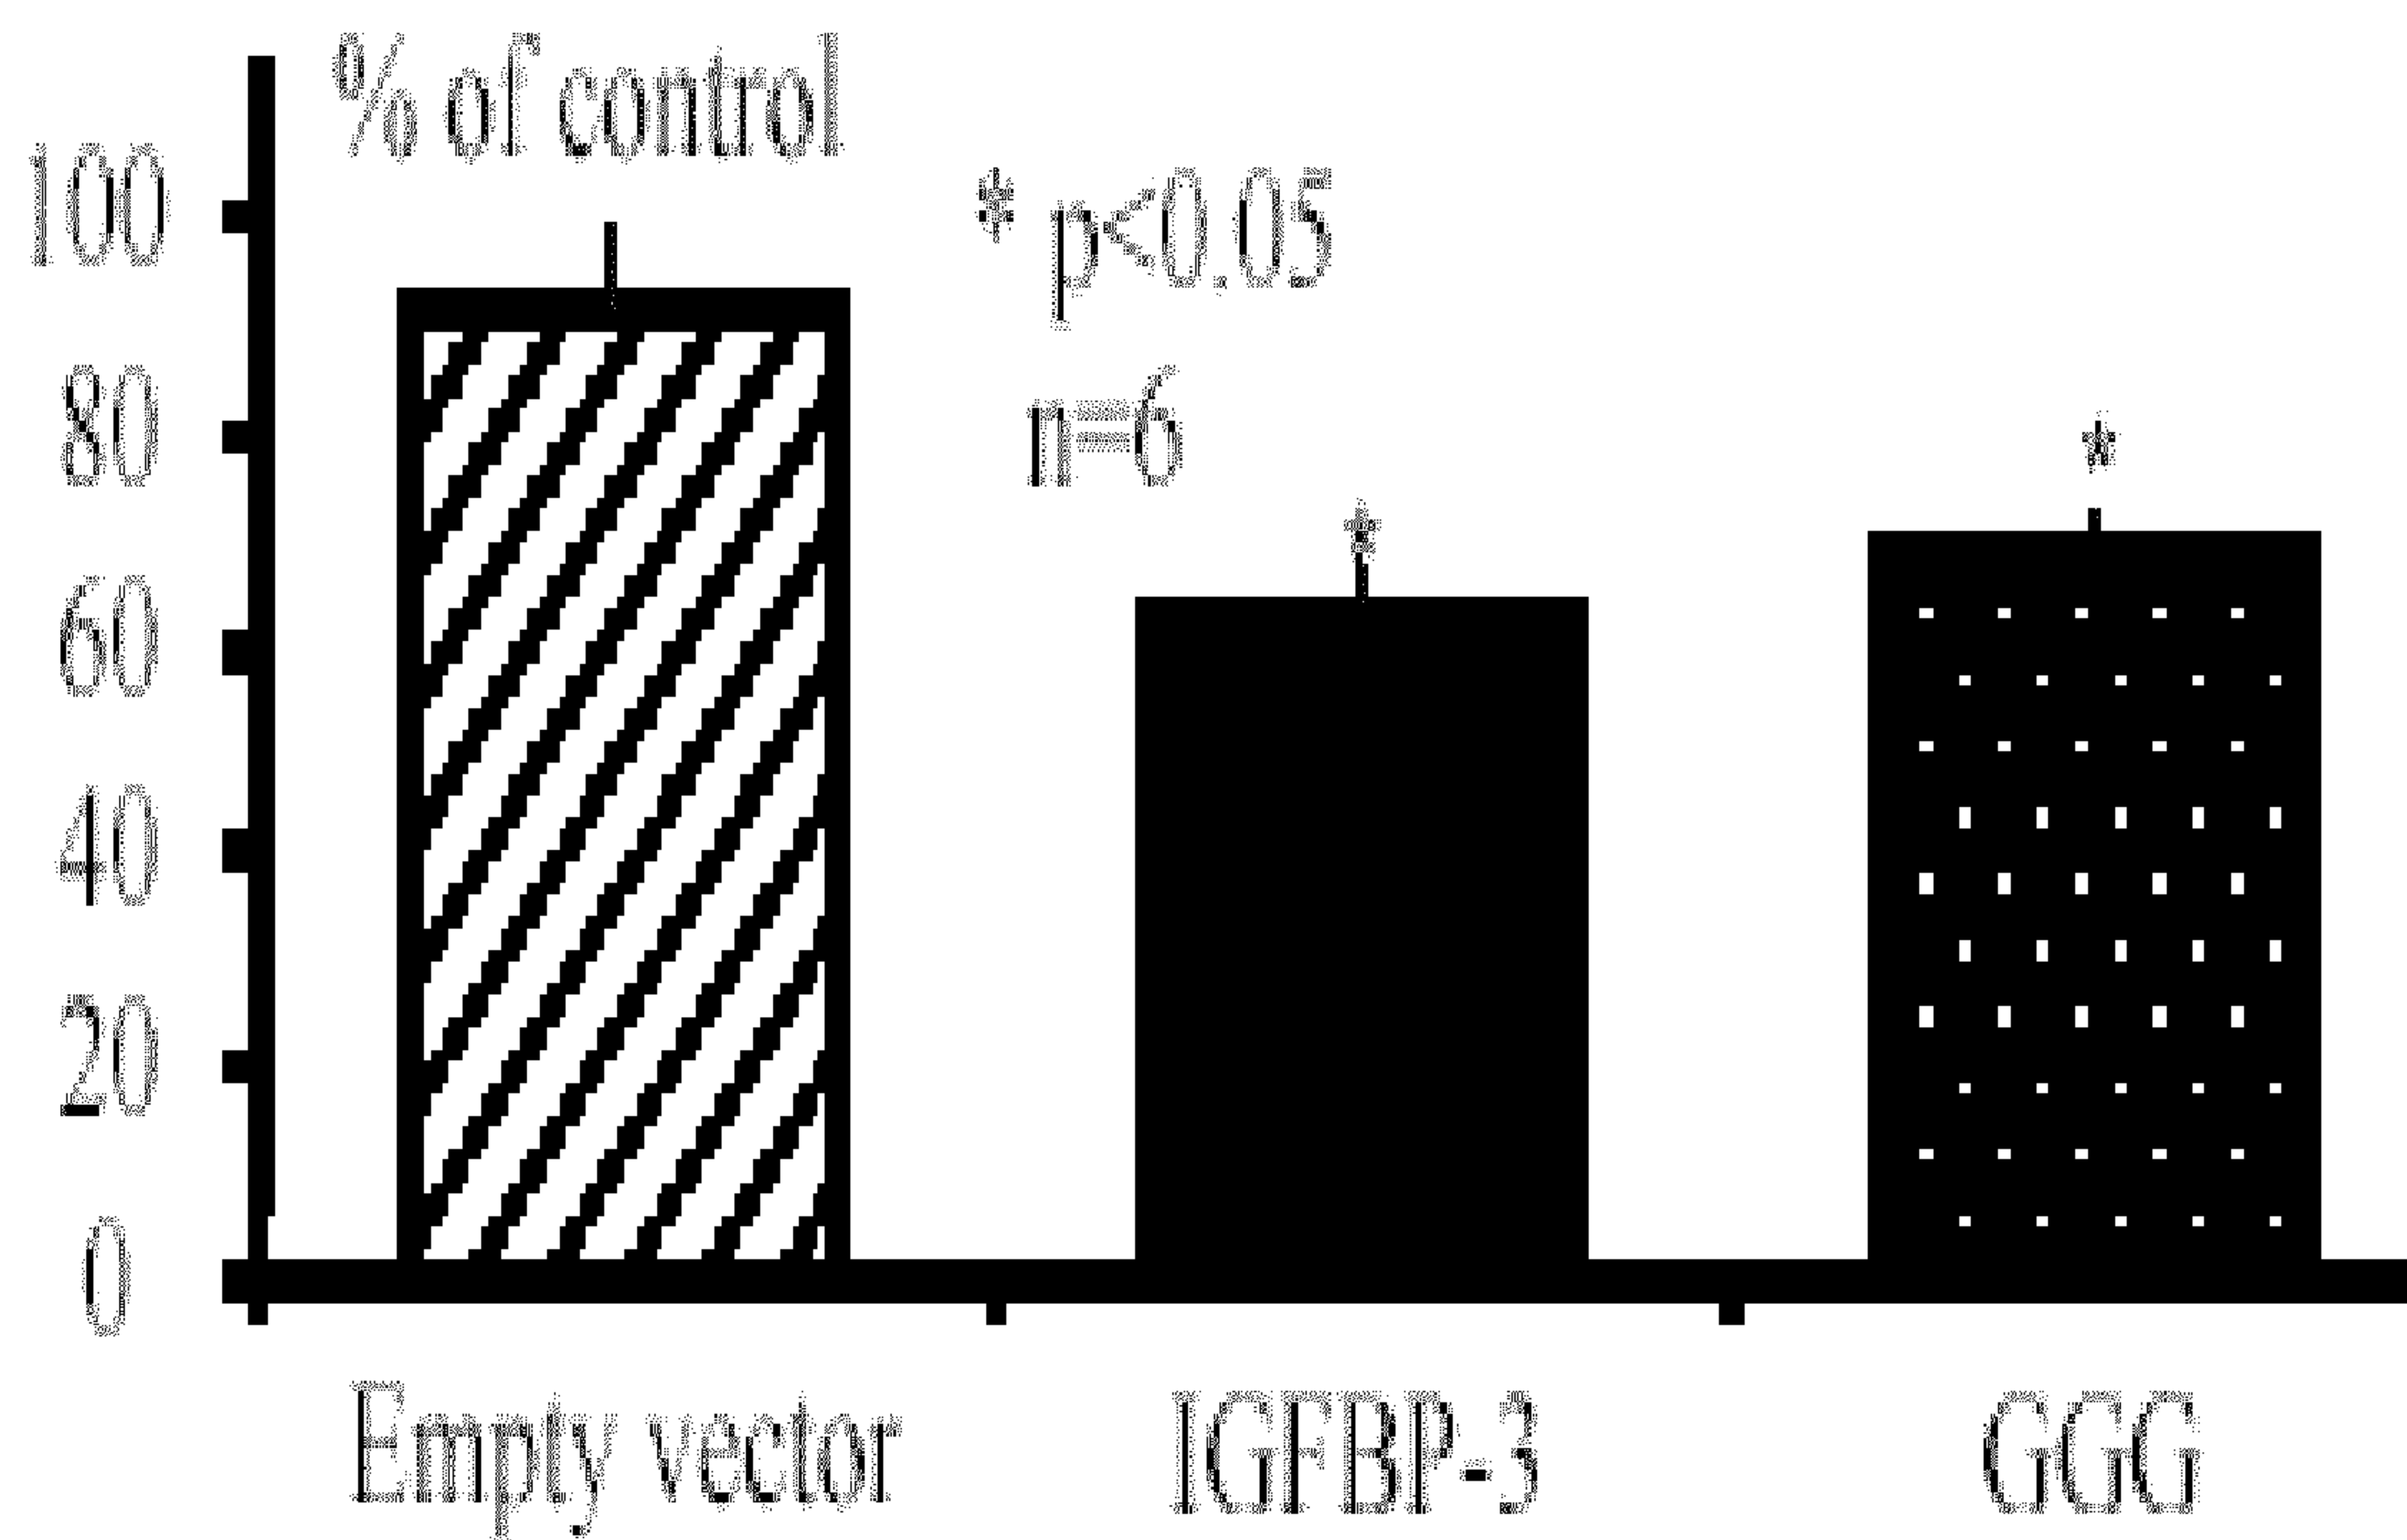 % of control
100
* p<0.05
80
n=6
*
*
60
40
20
0
Empty vector IGFBP-3 GGG